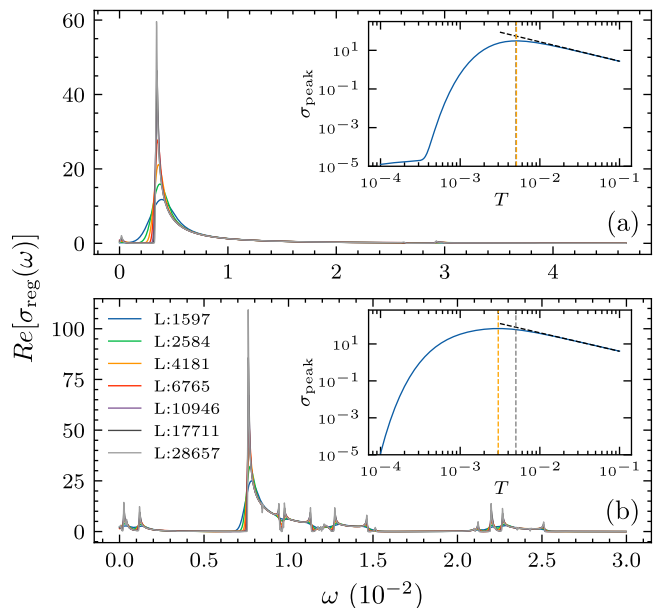 60
40
20
0
0
1
2
3
4
(a)
σ_peak
10^1
10^−1
10^−3
10^−5
10^−4
10^−3
10^−2
10^−1
T
Re[σ_reg(ω)]
100
75
50
25
0
L:1597
L:2584
L:4181
L:6765
L:10946
L:17711
L:28657
σ_peak
10^1
10^−1
10^−3
10^−5
10^−4
10^−3
10^−2
10^−1
T
(b)
0.0
0.5
1.0
1.5
2.0
2.5
3.0
ω (10^−2)